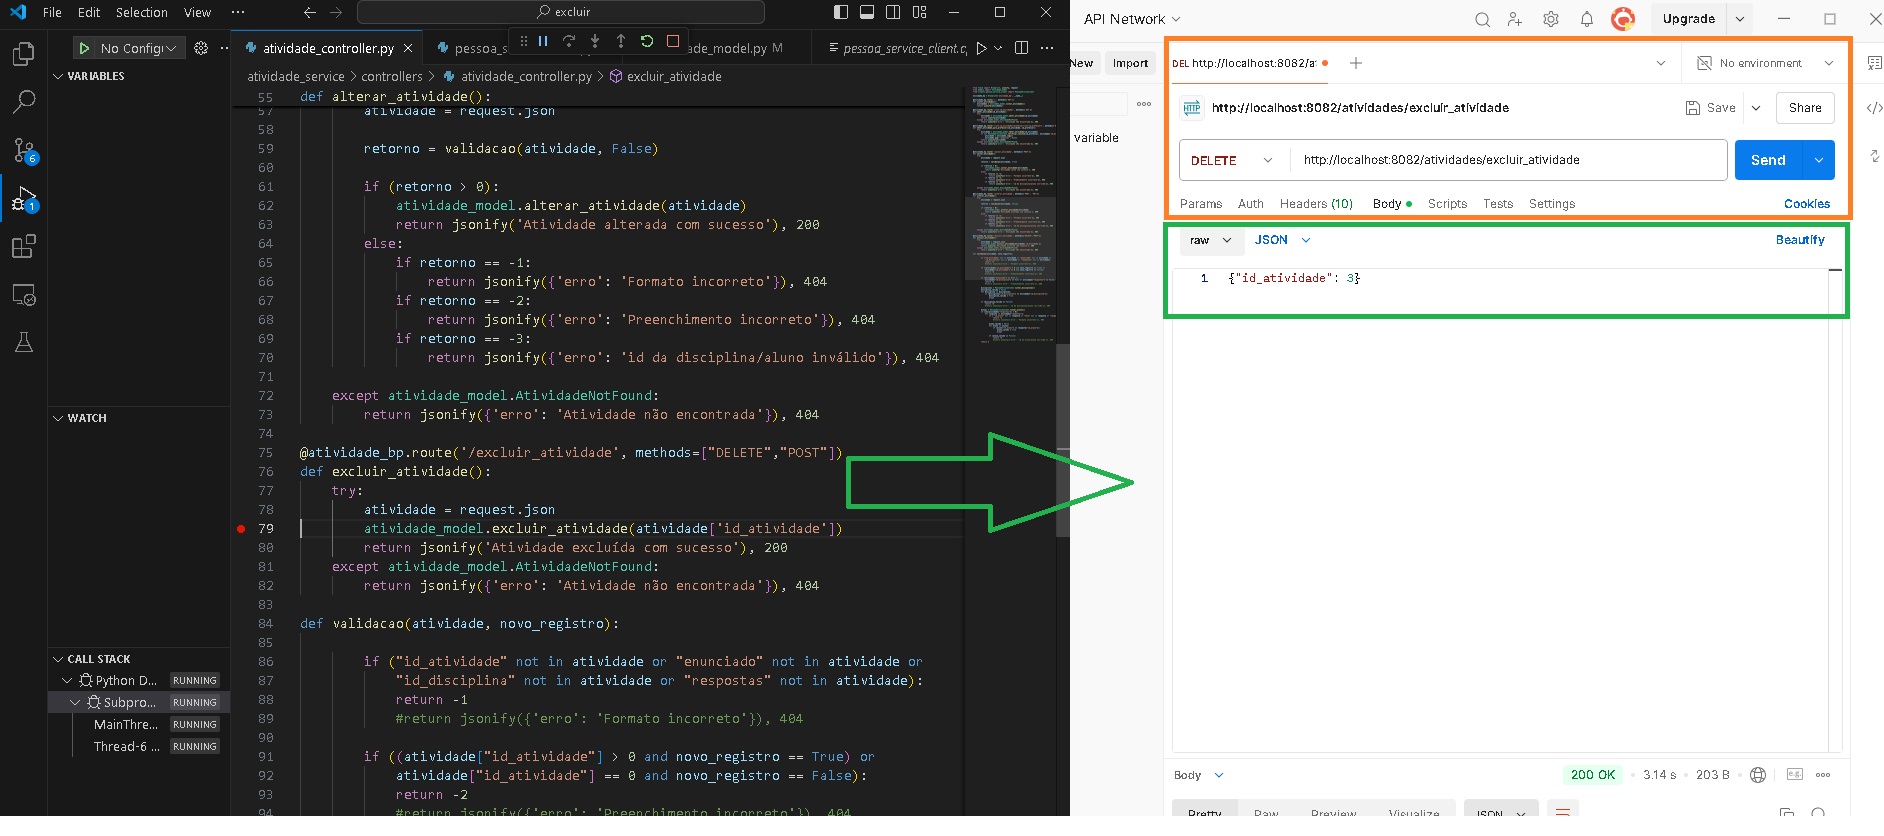 File Edit Selection View ··· excluir
No Configu
atividade_controller.py
pessoa_s
de_model.py M
pessoa_service_client.c
VARIABLES
atividade_service > controllers > atividade_controller.py > excluir_atividade
55 def alterar_atividade():
57 atividade = request.json
58
59 retorno = validacao(atividade, False)
60
61 if (retorno > 0):
62 atividade_model.alterar_atividade(atividade)
63 return jsonify('Atividade alterada com sucesso'), 200
64 else:
65 if retorno == -1:
66 return jsonify({'erro': 'Formato incorreto'}), 404
67 if retorno == -2:
68 return jsonify({'erro': 'Preenchimento incorreto'}), 404
69 if retorno == -3:
70 return jsonify({'erro': 'id da disciplina/aluno inválido'}), 404
71
72 except atividade_model.AtividadeNotFound:
73 return jsonify({'erro': 'Atividade não encontrada'}), 404
74
75 @atividade_bp.route('/excluir_atividade', methods=["DELETE","POST"])
76 def excluir_atividade():
77 try:
78 atividade = request.json
79 atividade_model.excluir_atividade(atividade['id_atividade'])
80 return jsonify('Atividade excluída com sucesso'), 200
81 except atividade_model.AtividadeNotFound:
82 return jsonify({'erro': 'Atividade não encontrada'}), 404
83
84 def validacao(atividade, novo_registro):
85
86 if ("id_atividade" not in atividade or "enunciado" not in atividade or
87 "id_disciplina" not in atividade or "respostas" not in atividade):
88 return -1
89 #return jsonify({'erro': 'Formato incorreto'}), 404
90
91 if ((atividade["id_atividade"] > 0 and novo_registro == True) or
92 atividade["id_atividade"] == 0 and novo_registro == False):
93 return -2
94 #return jsonify({'erro': 'Preenchimento incorreto'}), 404
WATCH
CALL STACK
Python D... RUNNING
Subpro... RUNNING
MainThre... RUNNING
Thread-6 ... RUNNING
6
1
API Network
Upgrade
New Import
DEL http://localhost:8082/a
No environment
variable
HTTP http://localhost:8082/atividades/excluir_atividade
Save Share
DELETE http://localhost:8082/atividades/excluir_atividade Send
Params Auth Headers (10) Body Scripts Tests Settings Cookies
raw JSON Beautify
1 {"id_atividade": 3}
Body 200 OK 3.14 s 203 B
Pretty Raw Preview Visualize JSON